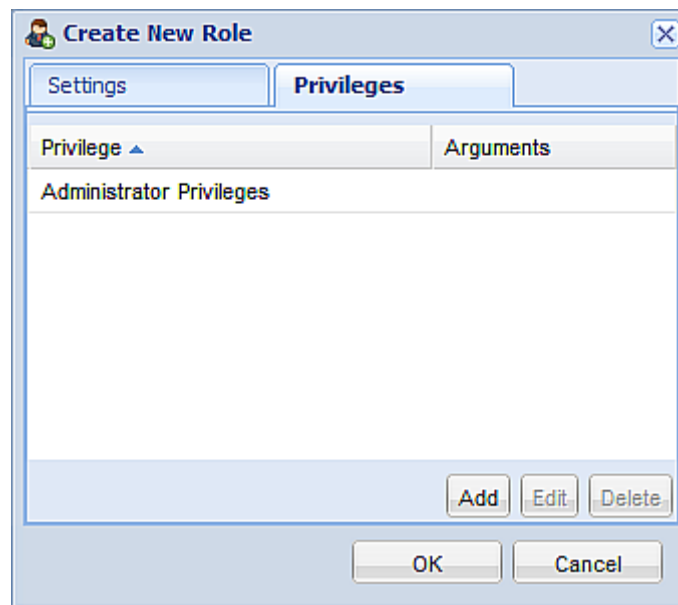 Create New Role
Settings Privileges
Privilege Arguments
Administrator Privileges
Add Edit Delete
OK Cancel